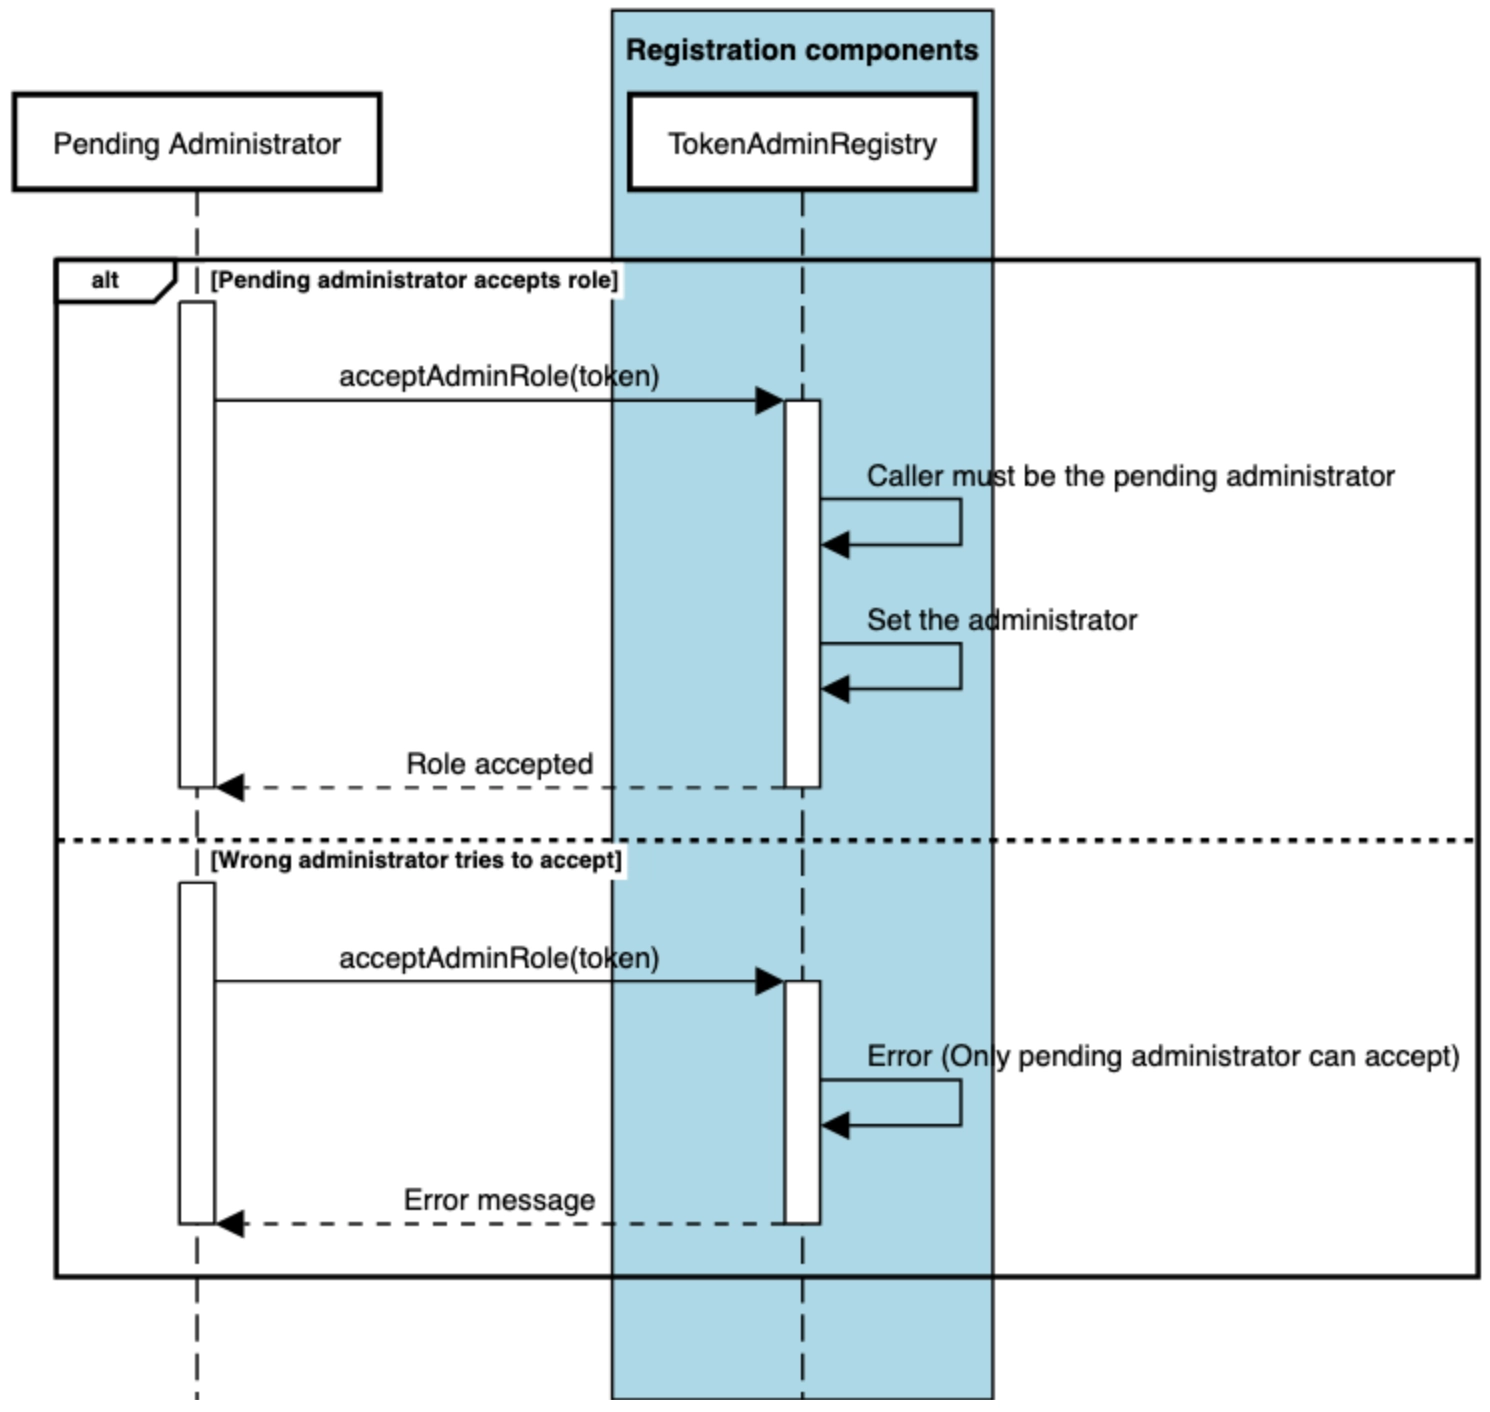 Registration components
Pending Administrator
TokenAdminRegistry
alt
[Pending administrator accepts role]
acceptAdminRole(token)
Caller must be the pending administrator
Set the administrator
Role accepted
[Wrong administrator tries to accept]
acceptAdminRole(token)
Error (Only pending administrator can accept)
Error message